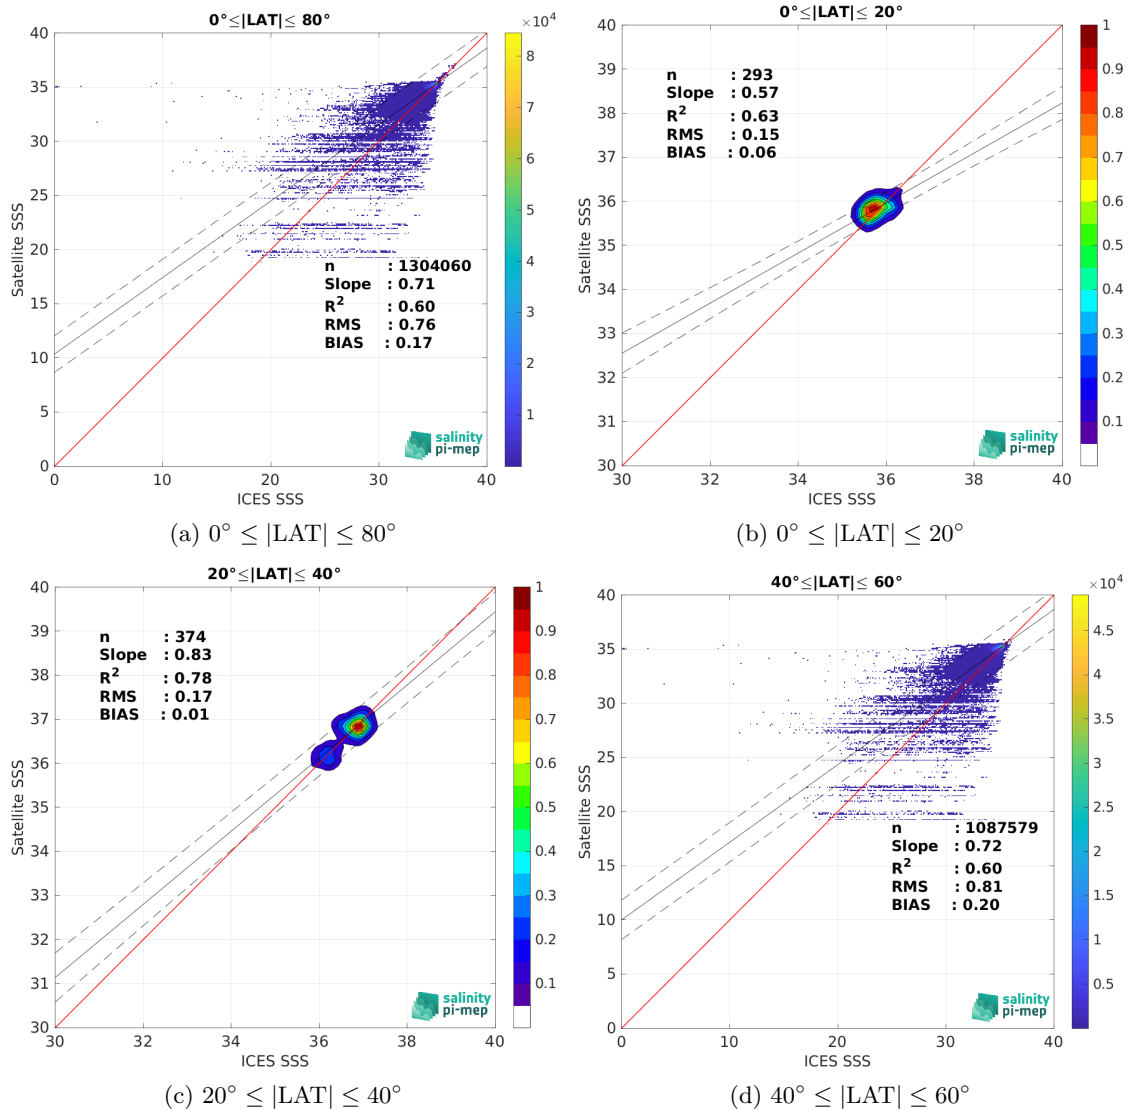 0°≤|LAT|≤ 80°
×10⁴
40
35
30
25
20
15
10
5
0
0
10
20
30
40
8
7
6
5
4
3
2
1
Satellite SSS
ICES SSS
n : 1304060
Slope : 0.71
R² : 0.60
RMS : 0.76
BIAS : 0.17
salinity
pi-mep
(a) 0° ≤ |LAT| ≤ 80°
0°≤|LAT|≤ 20°
40
39
38
37
36
35
34
33
32
31
30
30
32
34
36
38
40
1
0.9
0.8
0.7
0.6
0.5
0.4
0.3
0.2
0.1
Satellite SSS
ICES SSS
n : 293
Slope : 0.57
R² : 0.63
RMS : 0.15
BIAS : 0.06
salinity
pi-mep
(b) 0° ≤ |LAT| ≤ 20°
20°≤|LAT|≤ 40°
40
39
38
37
36
35
34
33
32
31
30
30
32
34
36
38
40
1
0.9
0.8
0.7
0.6
0.5
0.4
0.3
0.2
0.1
Satellite SSS
ICES SSS
n : 374
Slope : 0.83
R² : 0.78
RMS : 0.17
BIAS : 0.01
salinity
pi-mep
(c) 20° ≤ |LAT| ≤ 40°
40°≤|LAT|≤ 60°
×10⁴
40
35
30
25
20
15
10
5
0
0
10
20
30
40
4.5
4
3.5
3
2.5
2
1.5
1
0.5
Satellite SSS
ICES SSS
n : 1087579
Slope : 0.72
R² : 0.60
RMS : 0.81
BIAS : 0.20
salinity
pi-mep
(d) 40° ≤ |LAT| ≤ 60°